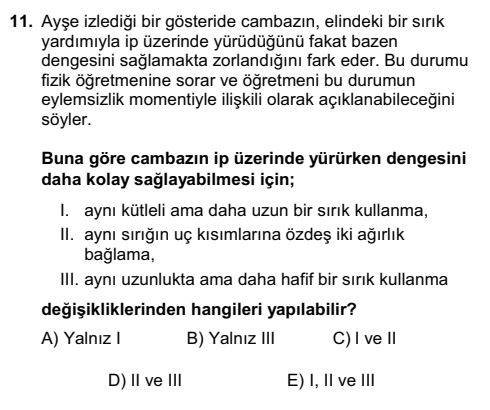 11. Ayşe izlediği bir gösteride cambazın, elindeki bir sırık
yardımıyla ip üzerinde yürüdüğünü fakat bazen
dengesini sağlamakta zorlandığını fark eder. Bu durumu
fizik öğretmenine sorar ve öğretmeni bu durumun
eylemsizlik momentiyle ilişkili olarak açıklanabileceğini
söyler.
Buna göre cambazın ip üzerinde yürürken dengesini
daha kolay sağlayabilmesi için;
I. aynı kütleli ama daha uzun bir sırık kullanma,
II. aynı sırığın uç kısımlarına özdeş iki ağırlık
bağlama,
III. aynı uzunlukta ama daha hafif bir sırık kullanma
değişikliklerinden hangileri yapılabilir?
A) Yalnız I B) Yalnız III C) I ve II
D) II ve III E) I, II ve III